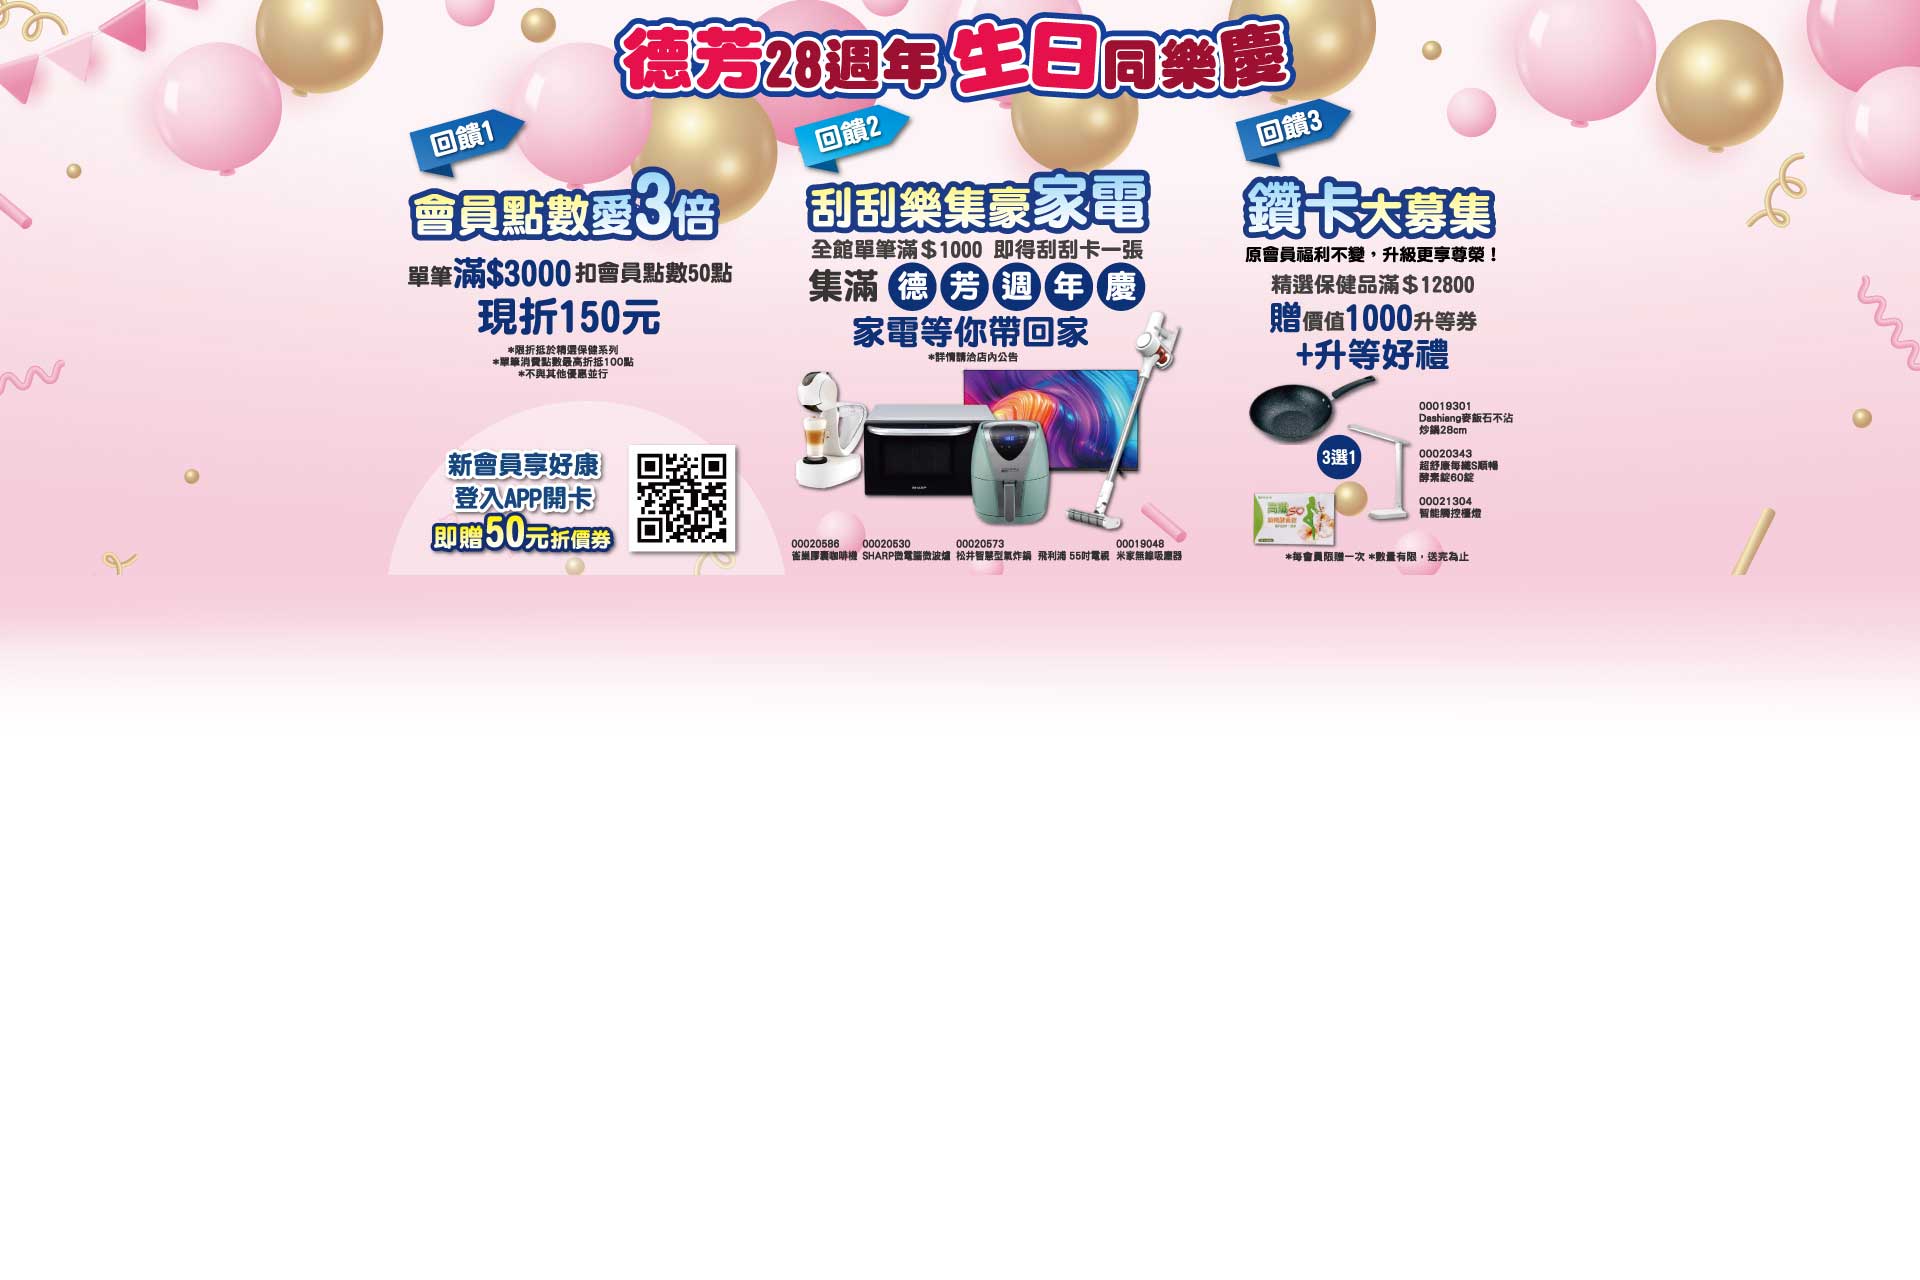 德芳28週年生日同樂慶
回饋1
會員點數愛3倍
單筆滿$3000扣會員點數50點
現折150元
*限折抵於精選保健系列
*單筆消費點數最高折抵100點
*不與其他優惠並行
新會員享好康
登入APP開卡
即贈50元折價券
回饋2
刮刮樂集豪家電
全館單筆滿$1000 即得刮刮卡一張
集滿 德 芳 週 年 慶
家電等你帶回家
*詳情請洽店內公告
00020586
雀巢膠囊咖啡機
00020530
SHARP微電腦微波爐
00020573
松井智慧型氣炸鍋
飛利浦 55吋電視
00019048
米家無線吸塵器
回饋3
鑽卡大募集
原會員福利不變，升級更享尊榮！
精選保健品滿$12800
贈價值1000升等券
+升等好禮
3選1
00019301
Dashiang麥飯石不沾
炒鍋28cm
00020343
超舒康每纖S順暢
酵素錠60錠
00021304
智能觸控檯燈
*每會員限贈一次 *數量有限，送完為止